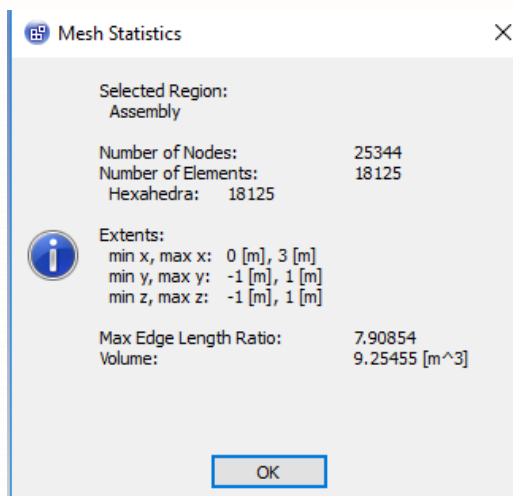 Mesh Statistics
Selected Region:
Assembly
Number of Nodes: 25344
Number of Elements: 18125
Hexahedra: 18125
Extents:
min x, max x: 0 [m], 3 [m]
min y, max y: -1 [m], 1 [m]
min z, max z: -1 [m], 1 [m]
Max Edge Length Ratio: 7.90854
Volume: 9.25455 [m^3]
OK